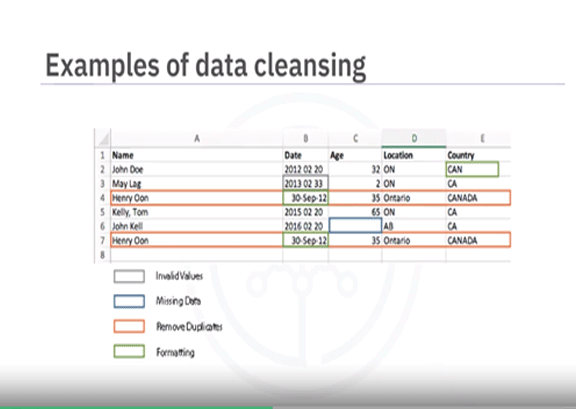 Examples of data cleansing
A B C D E
1 Name Date Age Location Country
2 John Doe 2012 02 20 32 ON CAN
3 May Lag 2013 02 33 2 ON CA
4 Henry Oon 30-Sep-12 35 Ontario CANADA
5 Kelly, Tom 2015 02 20 65 ON CA
6 John Kell 2016 02 20 AB CA
7 Henry Oon 30-Sep-12 35 Ontario CANADA
8
Invalid Values
Missing Data
Remove Duplicates
Formatting